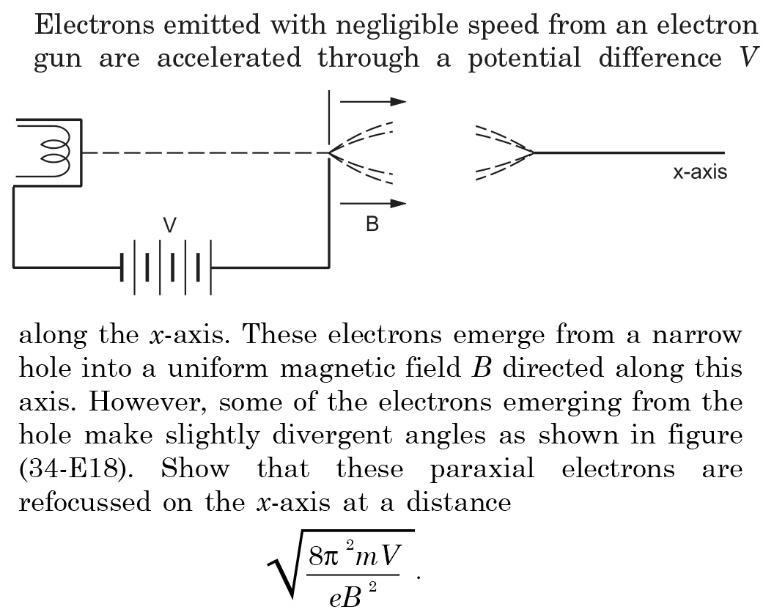 Electrons emitted with negligible speed from an electron
gun are accelerated through a potential difference V
x-axis
V
B
along the x-axis. These electrons emerge from a narrow
hole into a uniform magnetic field B directed along this
axis. However, some of the electrons emerging from the
hole make slightly divergent angles as shown in figure
(34-E18). Show that these paraxial electrons are
refocussed on the x-axis at a distance
√(8π²mV / eB²).